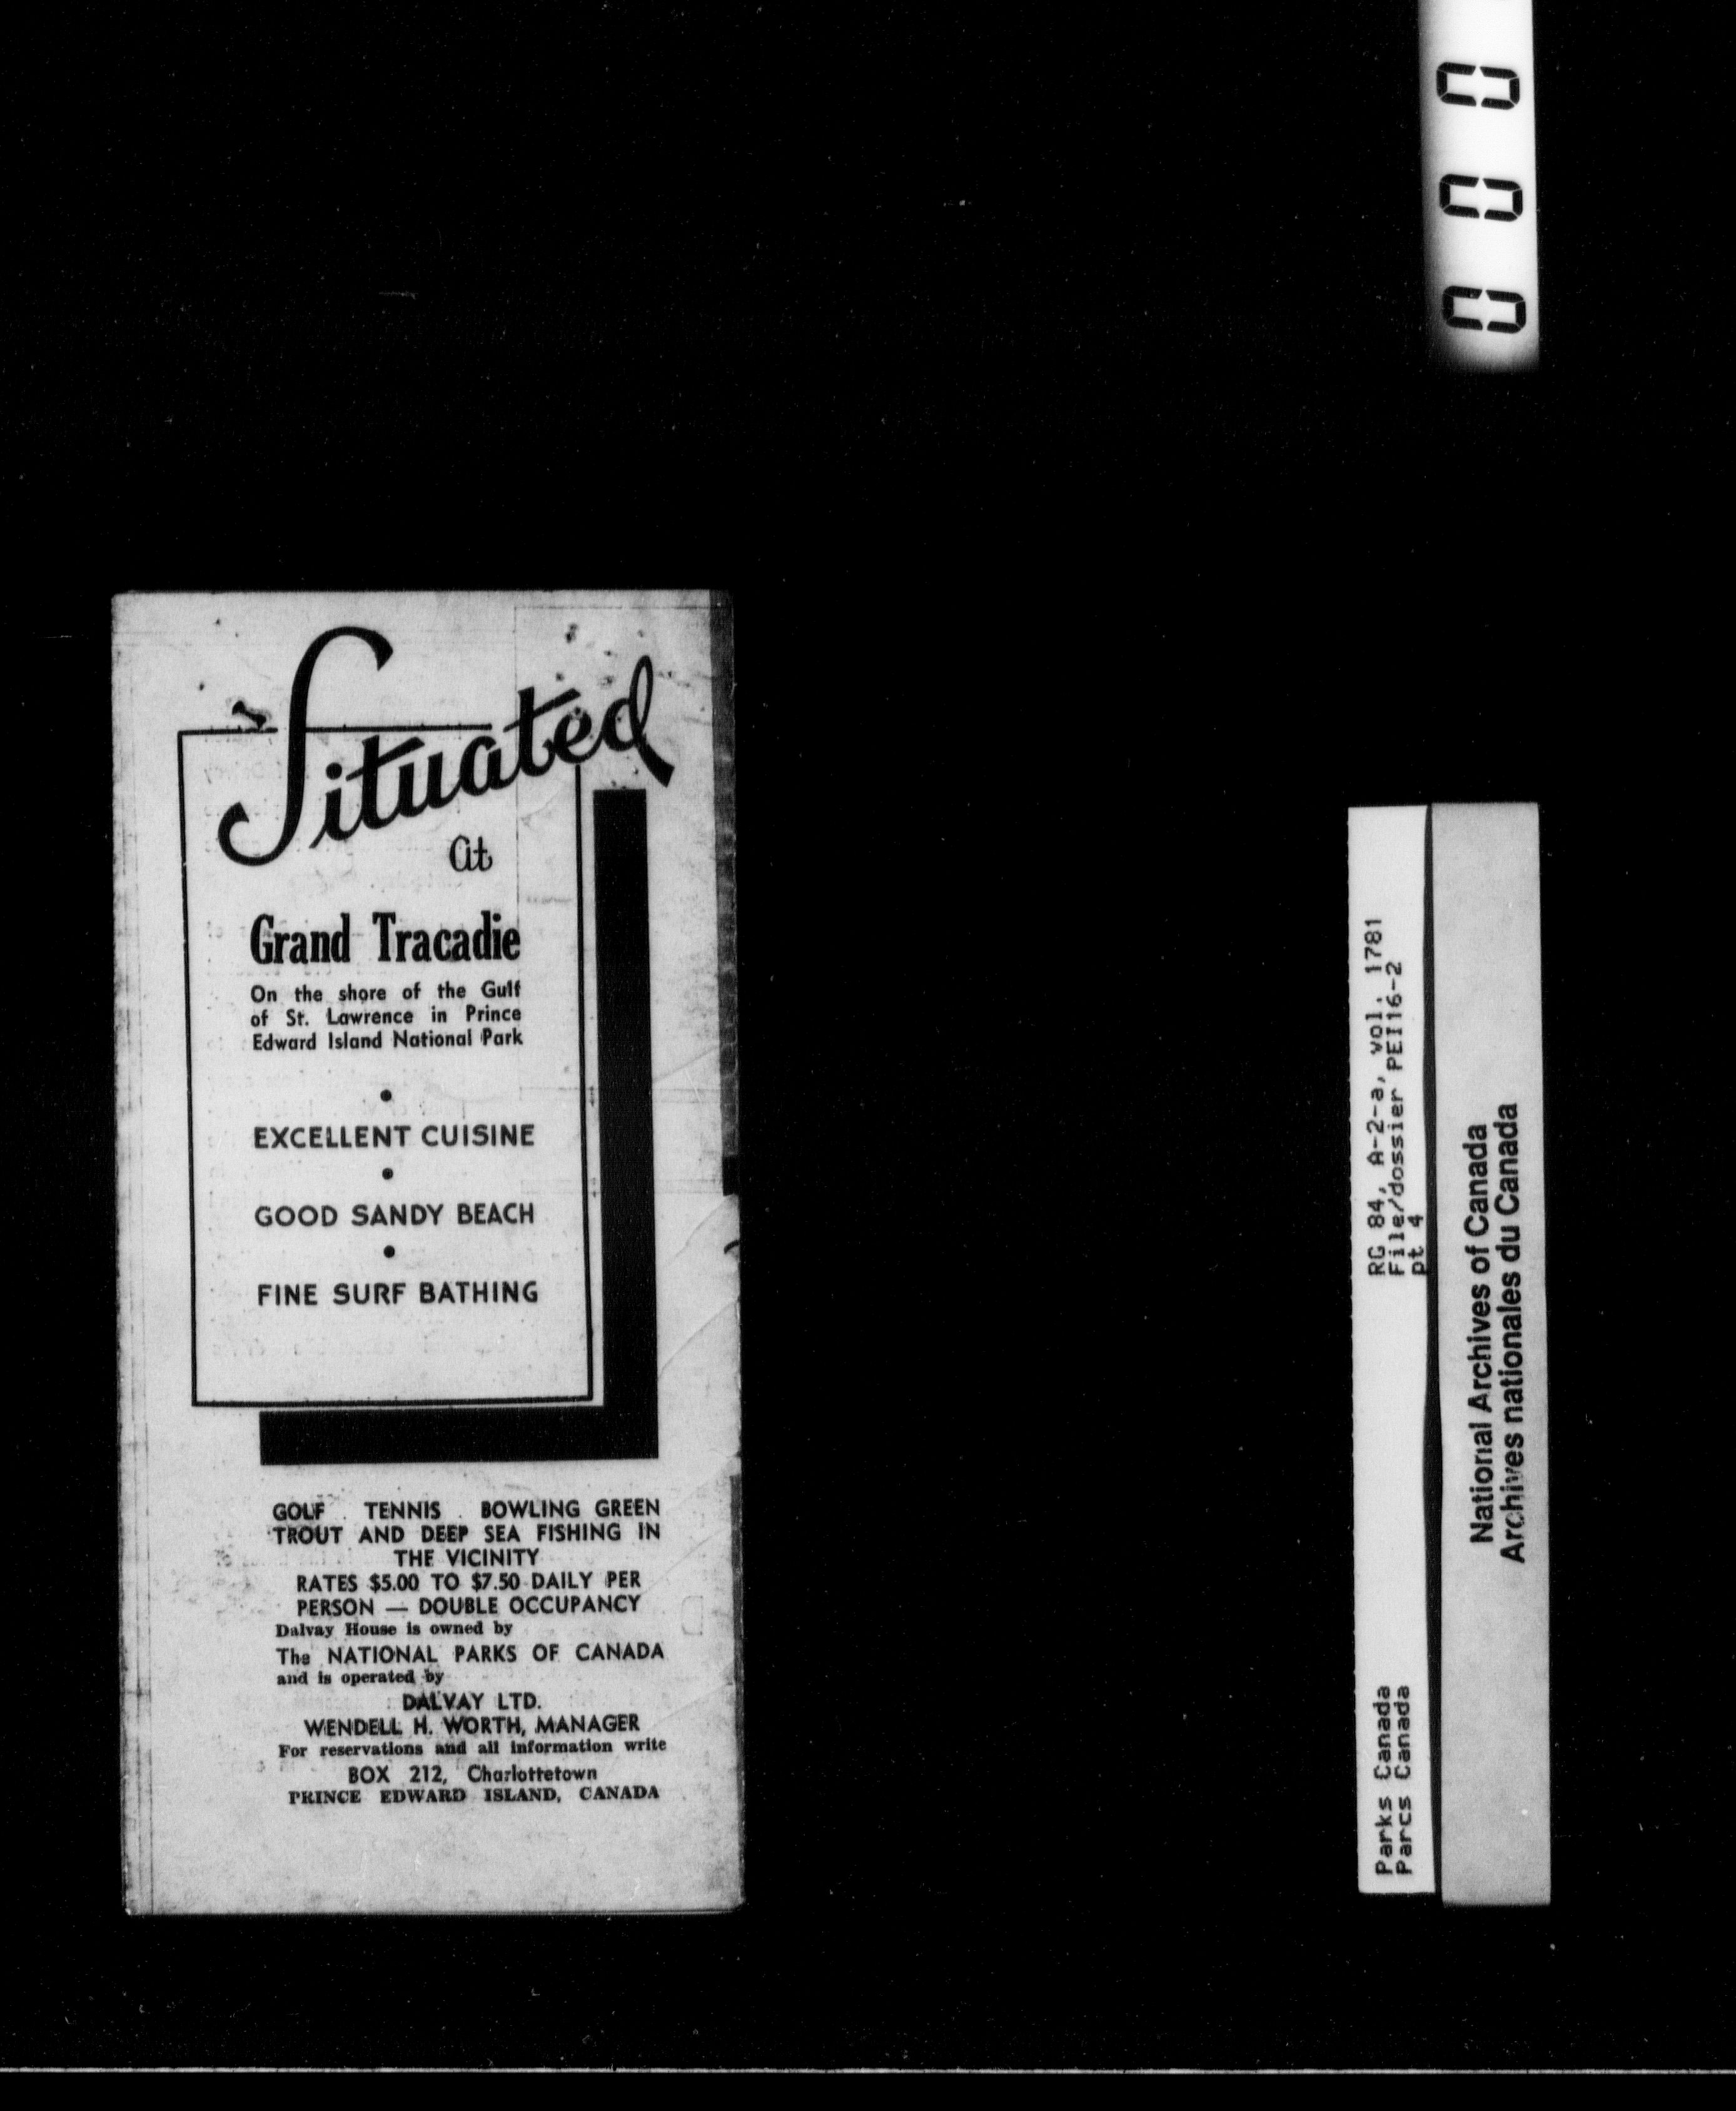 Situated
at
Grand Tracadie
On the shore of the Gulf
of St. Lawrence in Prince
Edward Island National Park
•
EXCELLENT CUISINE
•
GOOD SANDY BEACH
•
FINE SURF BATHING
GOLF . TENNIS . BOWLING GREEN
TROUT AND DEEP SEA FISHING IN
THE VICINITY
RATES $5.00 TO $7.50 DAILY PER
PERSON — DOUBLE OCCUPANCY
Dalvay House is owned by
The NATIONAL PARKS OF CANADA
and is operated by
DALVAY LTD.
WENDELL H. WORTH, MANAGER
For reservations and all information write
BOX 212, Charlottetown
PRINCE EDWARD ISLAND, CANADA
000
RG 84, A-2-a, vol. 1781
File/dossier PEI16-2
pt 4
Parks Canada
Parcs Canada
National Archives of Canada
Archives nationales du Canada